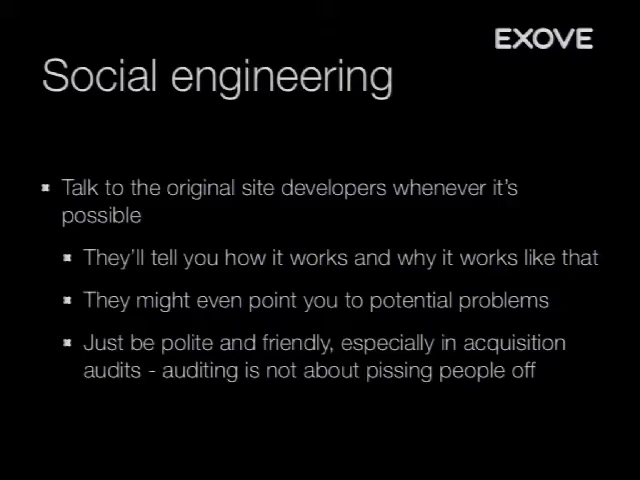 EXOVE
Social engineering
Talk to the original site developers whenever it's
possible
They'll tell you how it works and why it works like that
They might even point you to potential problems
Just be polite and friendly, especially in acquisition
audits - auditing is not about pissing people off